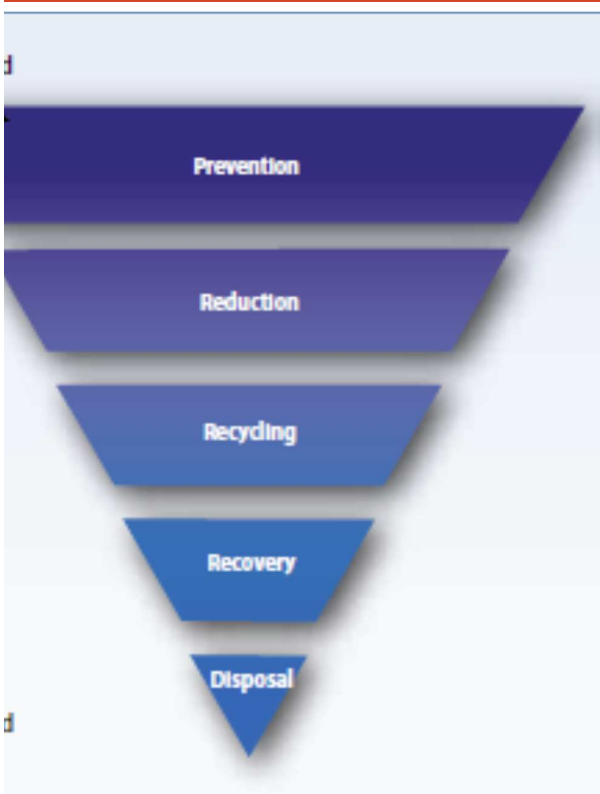 d
Prevention
Reduction
Recycling
Recovery
Disposal
d